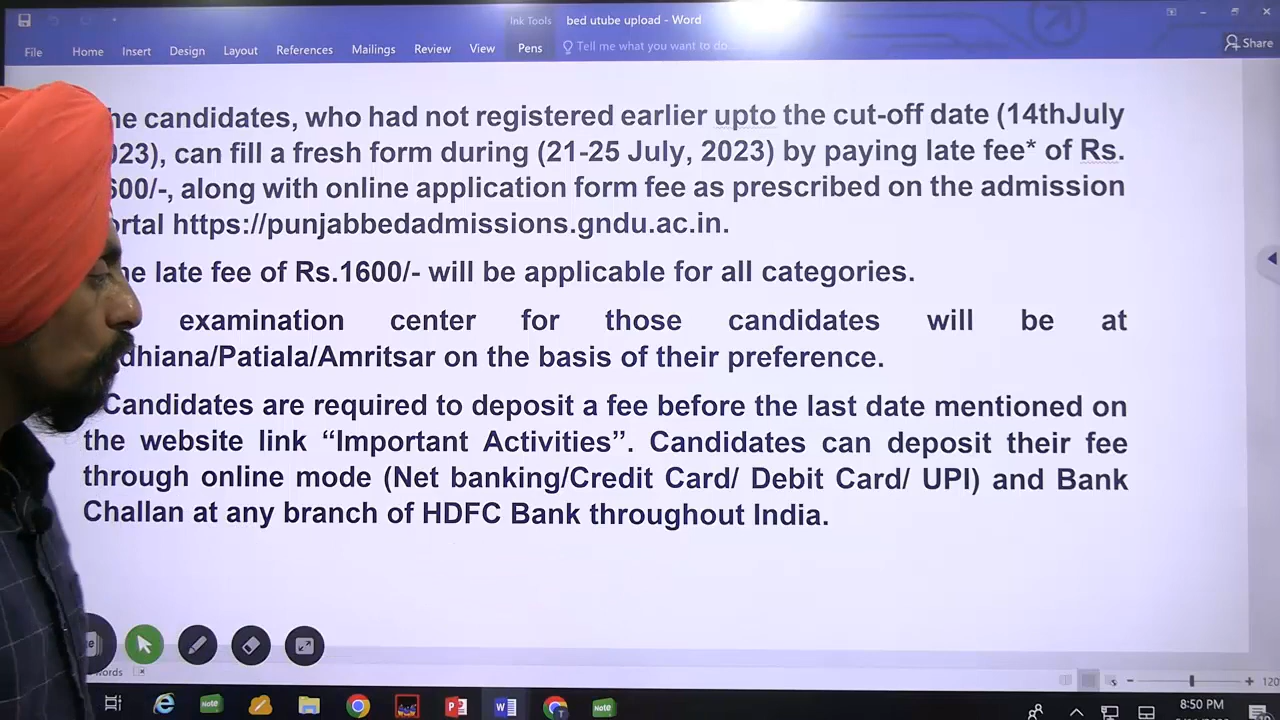 Ink Tools
bed utube upload - Word
File Home Insert Design Layout References Mailings Review View Pens Tell me what you want to do... Share
he candidates, who had not registered earlier upto the cut-off date (14thJuly
023), can fill a fresh form during (21-25 July, 2023) by paying late fee* of Rs.
600/-, along with online application form fee as prescribed on the admission
ortal https://punjabbedadmissions.gndu.ac.in.
he late fee of Rs.1600/- will be applicable for all categories.
examination center for those candidates will be at
dhiana/Patiala/Amritsar on the basis of their preference.
Candidates are required to deposit a fee before the last date mentioned on
the website link “Important Activities”. Candidates can deposit their fee
through online mode (Net banking/Credit Card/ Debit Card/ UPI) and Bank
Challan at any branch of HDFC Bank throughout India.
words
120
Note
Note
8:50 PM